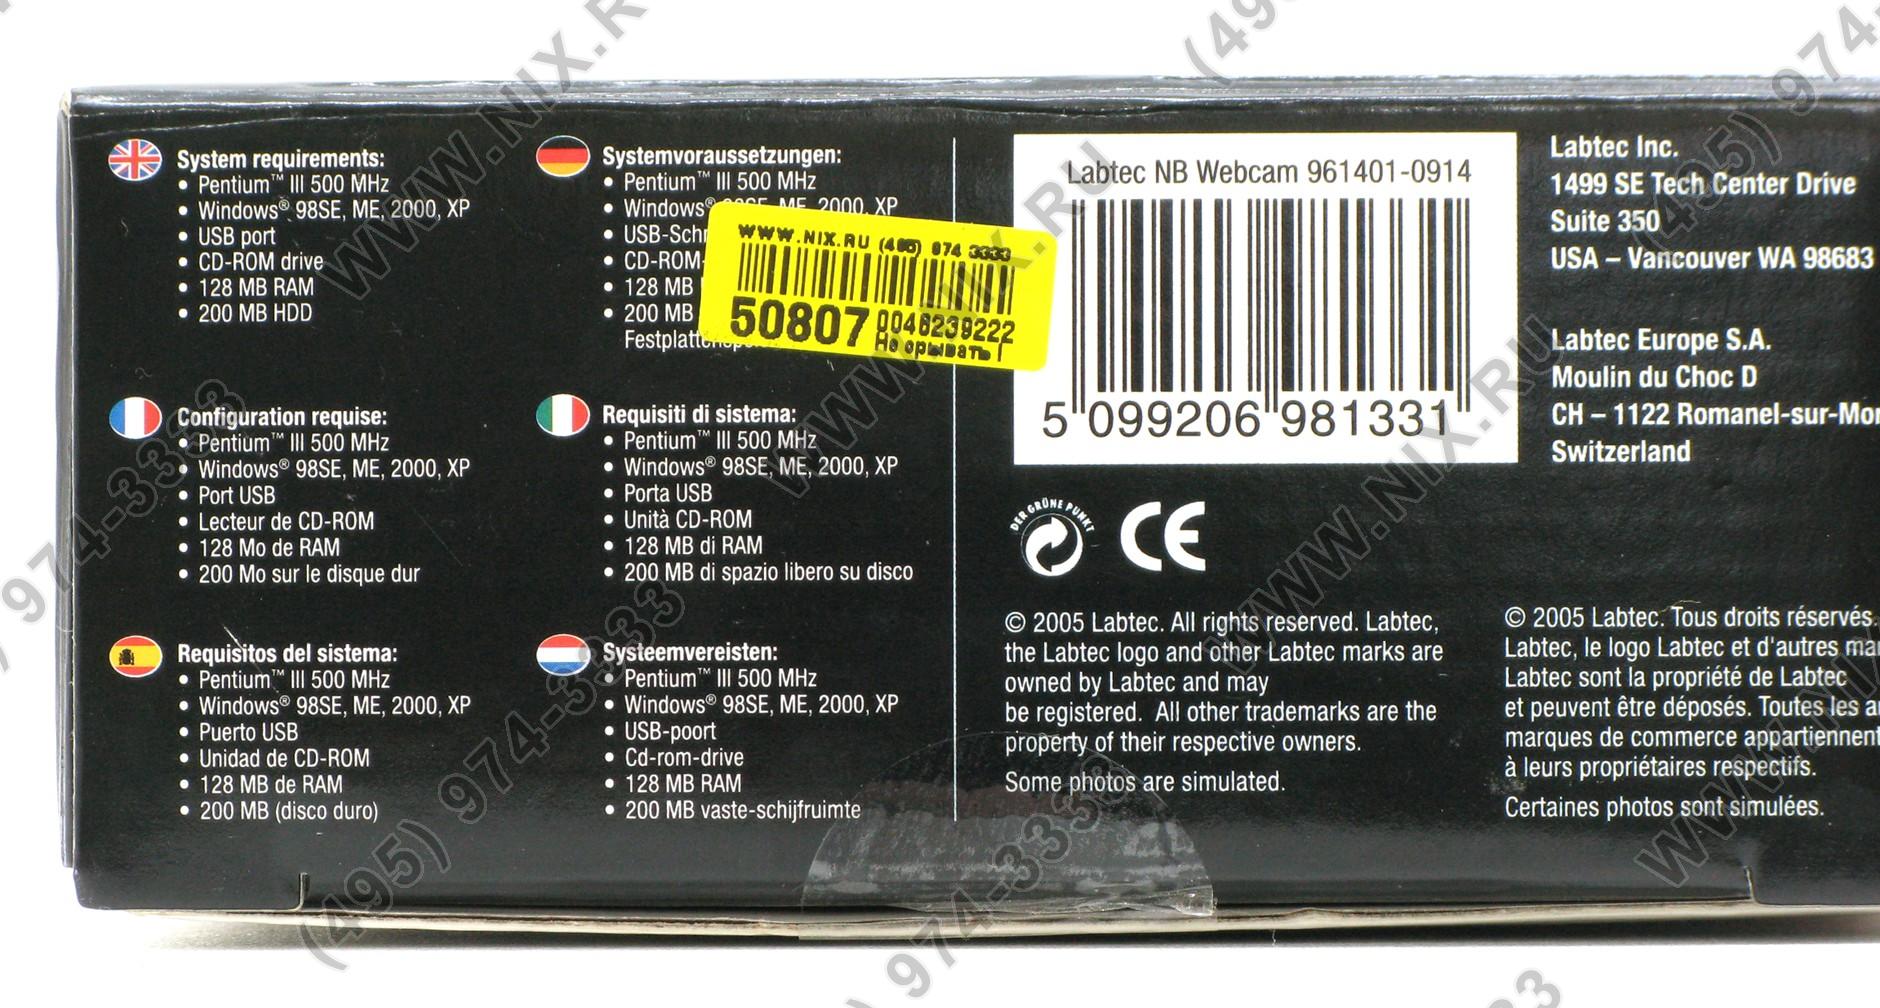 System requirements:
• Pentium™ III 500 MHz
• Windows® 98SE, ME, 2000, XP
• USB port
• CD-ROM drive
• 128 MB RAM
• 200 MB HDD
Systemvoraussetzungen:
• Pentium™ III 500 MHz
• Windows® 98SE, ME, 2000, XP
• USB-Schn
• CD-ROM-
• 128 MB
• 200 MB
WWW.NIX.RU (495) 974 3333
50807
0046239222
Configuration requise:
• Pentium™ III 500 MHz
• Windows® 98SE, ME, 2000, XP
• Port USB
• Lecteur de CD-ROM
• 128 Mo de RAM
• 200 Mo sur le disque dur
Requisiti di sistema:
• Pentium™ III 500 MHz
• Windows® 98SE, ME, 2000, XP
• Porta USB
• Unità CD-ROM
• 128 MB di RAM
• 200 MB di spazio libero su disco
Requisitos del sistema:
• Pentium™ III 500 MHz
• Windows® 98SE, ME, 2000, XP
• Puerto USB
• Unidad de CD-ROM
• 128 MB de RAM
• 200 MB (disco duro)
Systeemvereisten:
• Pentium™ III 500 MHz
• Windows® 98SE, ME, 2000, XP
• USB-poort
• Cd-rom-drive
• 128 MB RAM
• 200 MB vaste-schijfruimte
Labtec NB Webcam 961401-0914
5 099206 981331
DER GRÜNE PUNKT
CE
Labtec Inc.
1499 SE Tech Center Drive
Suite 350
USA – Vancouver WA 98683
Labtec Europe S.A.
Moulin du Choc D
CH – 1122 Romanel-sur-Mor
Switzerland
© 2005 Labtec. All rights reserved. Labtec,
the Labtec logo and other Labtec marks are
owned by Labtec and may
be registered. All other trademarks are the
property of their respective owners.
Some photos are simulated.
© 2005 Labtec. Tous droits réservés.
Labtec, le logo Labtec et d'autres mar
Labtec sont la propriété de Labtec
et peuvent être déposés. Toutes les au
marques de commerce appartiennent
à leurs propriétaires respectifs.
Certaines photos sont simulées.
WWW.NIX.RU
(495) 974-3333